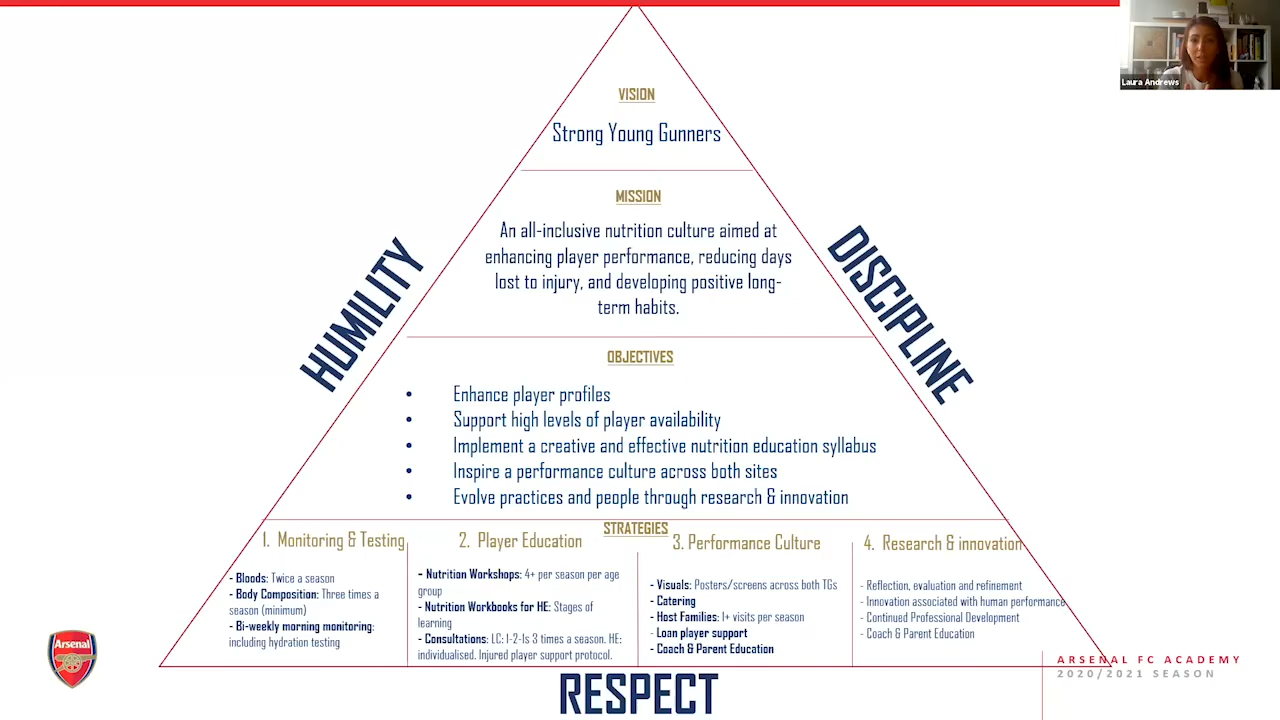 Laura Andrews
VISION
Strong Young Gunners
MISSION
An all-inclusive nutrition culture aimed at
enhancing player performance, reducing days
lost to injury, and developing positive long-
term habits.
HUMILITY
DISCIPLINE
OBJECTIVES
• Enhance player profiles
• Support high levels of player availability
• Implement a creative and effective nutrition education syllabus
• Inspire a performance culture across both sites
• Evolve practices and people through research & innovation
STRATEGIES
1. Monitoring & Testing
- Bloods: Twice a season
- Body Composition: Three times a
season (minimum)
- Bi-weekly morning monitoring:
including hydration testing
2. Player Education
- Nutrition Workshops: 4+ per season per age
group
- Nutrition Workbooks for HE: Stages of
learning
- Consultations: LC: 1-2-1s 3 times a season. HE:
individualised. Injured player support protocol.
3. Performance Culture
- Visuals: Posters/screens across both TGs
- Catering
- Host Families: 1+ visits per season
- Loan player support
- Coach & Parent Education
4. Research & innovation
- Reflection, evaluation and refinement
- Innovation associated with human performance
- Continued Professional Development
- Coach & Parent Education
Arsenal
ARSENAL FC ACADEMY
2020/2021 SEASON
RESPECT